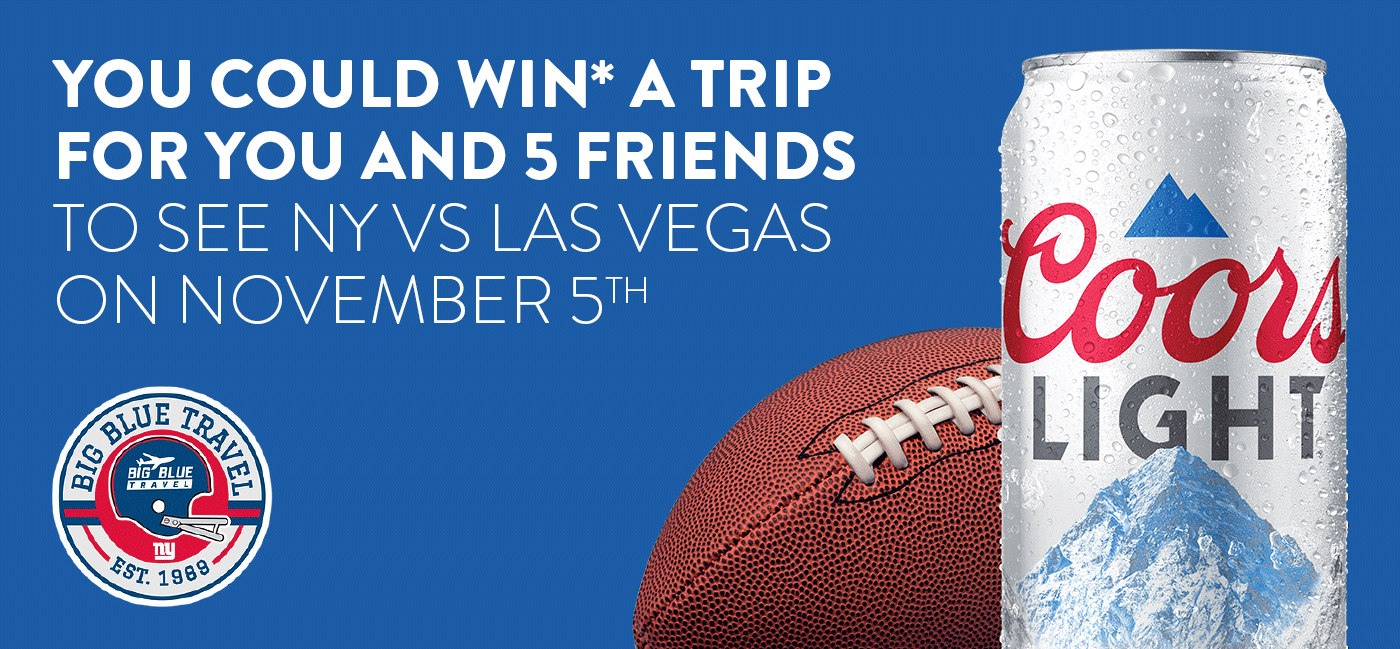 YOU COULD WIN* A TRIP
FOR YOU AND 5 FRIENDS
TO SEE NY VS LAS VEGAS
ON NOVEMBER 5TH
Coors
LIGHT
BIG BLUE TRAVEL
BIG BLUE
TRAVEL
ny
EST. 1989